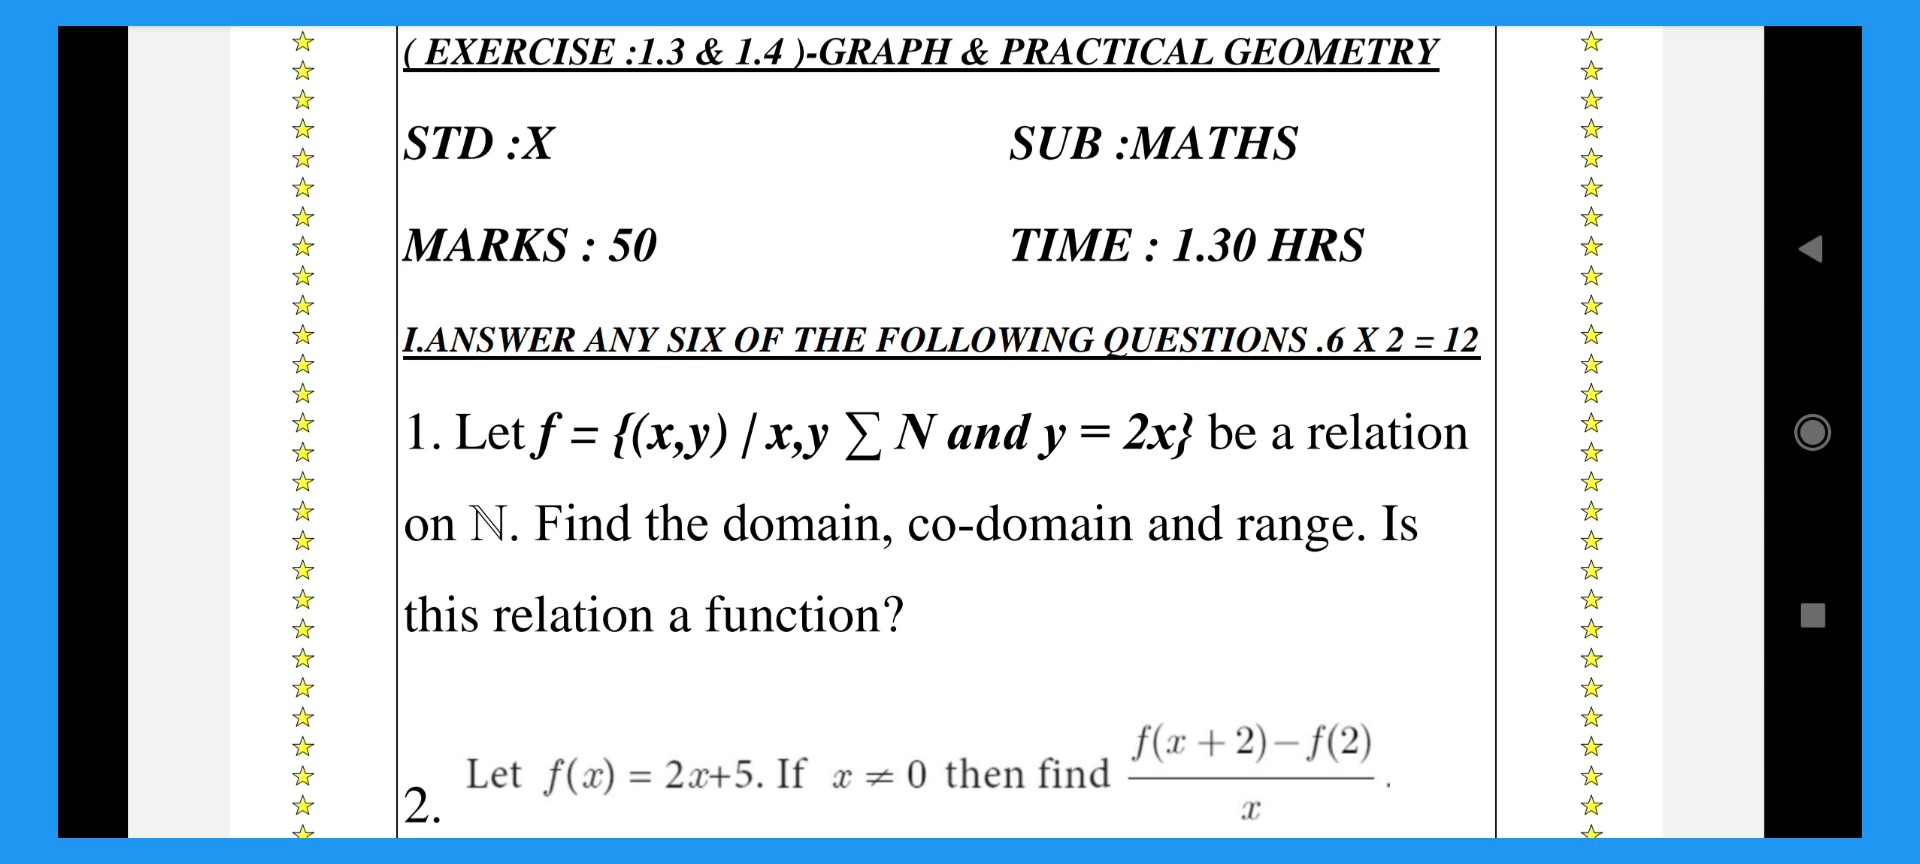 ( EXERCISE :1.3 & 1.4 )-GRAPH & PRACTICAL GEOMETRY
STD :X SUB :MATHS
MARKS : 50 TIME : 1.30 HRS
I.ANSWER ANY SIX OF THE FOLLOWING QUESTIONS .6 X 2 = 12
1. Let f = {(x,y) / x,y ∑ N and y = 2x} be a relation
on ℕ. Find the domain, co-domain and range. Is
this relation a function?
2. Let f(x) = 2x+5. If x ≠ 0 then find f(x + 2) – f(2) / x .